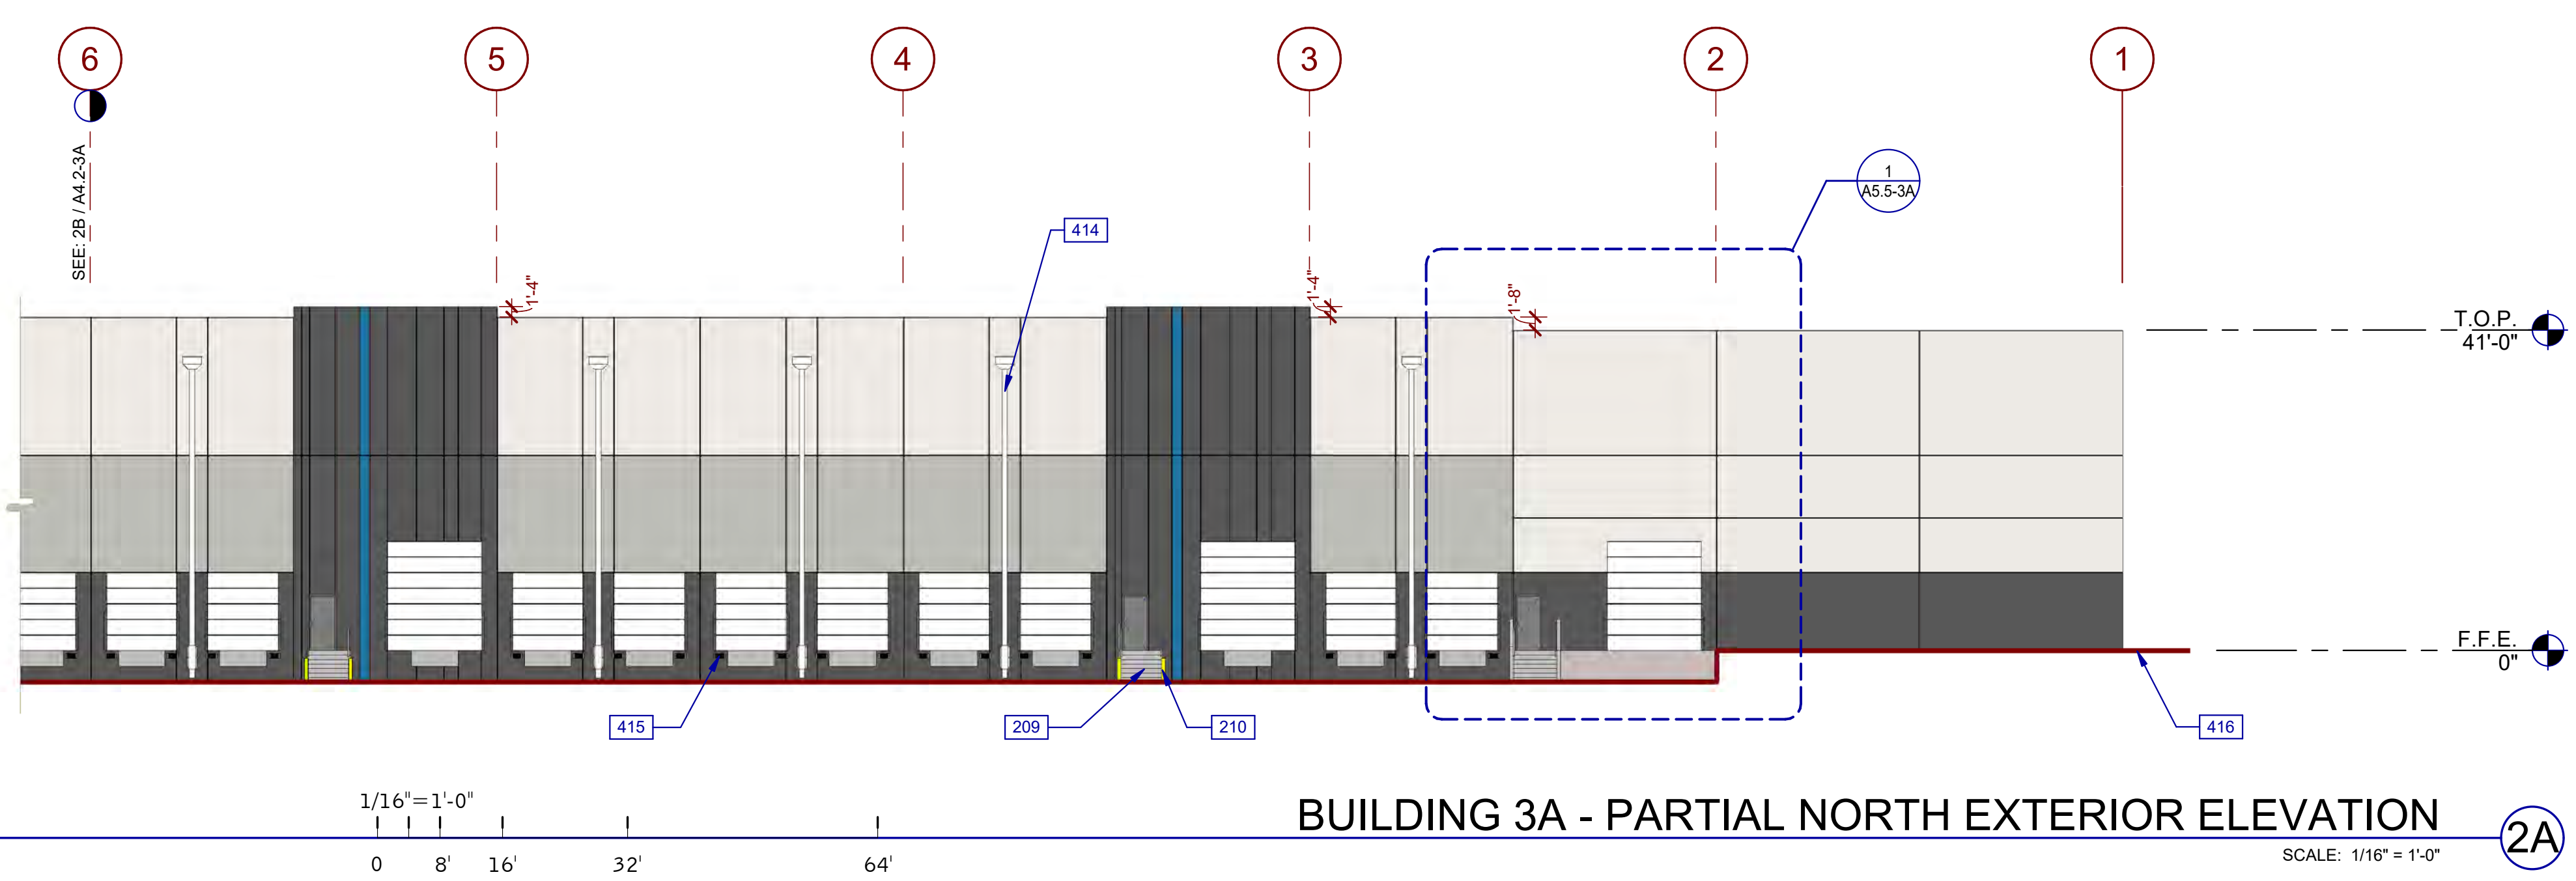 6 5 4 3 2 1
SEE: 2B / A4.2-3A
1
A5.5-3A
414
1'-4"
1'-4"
1'-8"
T.O.P.
41'-0"
F.F.E.
0"
415
209
210
416
1/16"=1'-0"
0 8' 16' 32' 64'
BUILDING 3A - PARTIAL NORTH EXTERIOR ELEVATION
2A
SCALE: 1/16" = 1'-0"